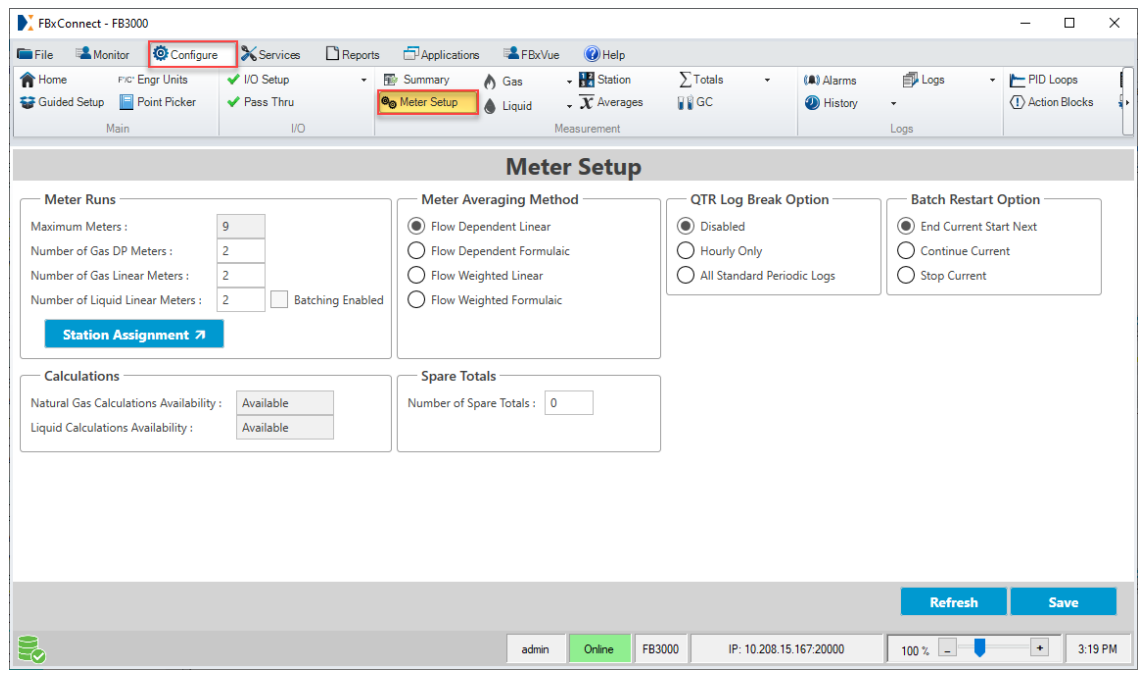 FBxConnect - FB3000
File Monitor Configure Services Reports Applications FBxVue Help
Home Engr Units I/O Setup Summary Gas Station Totals Alarms Logs PID Loops
Guided Setup Point Picker Pass Thru Meter Setup Liquid Averages GC History Action Blocks
Main I/O Measurement Logs
Meter Setup
Meter Runs
Maximum Meters : 9
Number of Gas DP Meters : 2
Number of Gas Linear Meters : 2
Number of Liquid Linear Meters : 2 Batching Enabled
Station Assignment
Meter Averaging Method
Flow Dependent Linear
Flow Dependent Formulaic
Flow Weighted Linear
Flow Weighted Formulaic
QTR Log Break Option
Disabled
Hourly Only
All Standard Periodic Logs
Batch Restart Option
End Current Start Next
Continue Current
Stop Current
Calculations
Natural Gas Calculations Availability : Available
Liquid Calculations Availability : Available
Spare Totals
Number of Spare Totals : 0
Refresh Save
admin Online FB3000 IP: 10.208.15.167:20000 100 % - + 3:19 PM